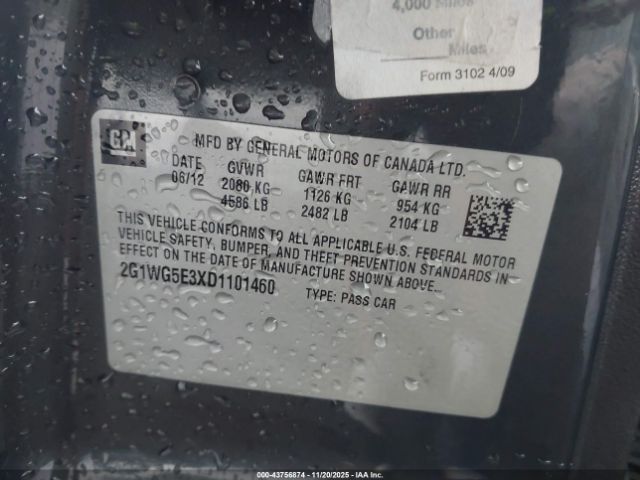 4,000 Miles
Other
Miles
Form 3102 4/09
GM
MFD BY GENERAL MOTORS OF CANADA LTD.
DATE GVWR GAWR FRT GAWR RR
06/12 2080 KG 1126 KG 954 KG
4586 LB 2482 LB 2104 LB
THIS VEHICLE CONFORMS TO ALL APPLICABLE U.S. FEDERAL MOTOR
VEHICLE SAFETY, BUMPER, AND THEFT PREVENTION STANDARDS IN
EFFECT ON THE DATE OF MANUFACTURE SHOWN ABOVE.
2G1WG5E3XD1101460 TYPE: PASS CAR
000-43756874 | 11/20/2025 - IAA Holdings, LLC. - Copyright